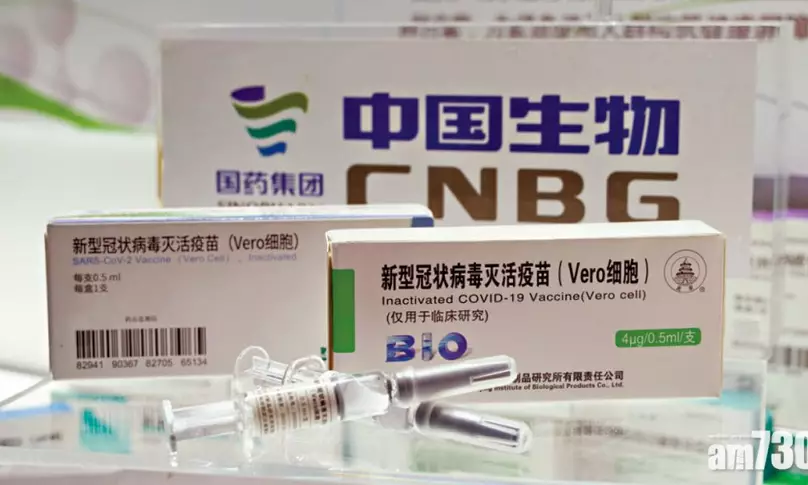 中国生物
国药集团
CNBG
新型冠状病毒灭活疫苗（Vero细胞）
SARS-CoV-2 Vaccine (Vero Cell), Inactivated
每支0.5 ml
每盒1支
82941 90367 82705 65134
新型冠状病毒灭活疫苗（Vero细胞）
Inactivated COVID-19 Vaccine(Vero cell)
(仅用于临床研究)
BIO
4μg/0.5ml/支
制品研究所有限责任公司
Institute of Biological Products Co., Ltd.
am730